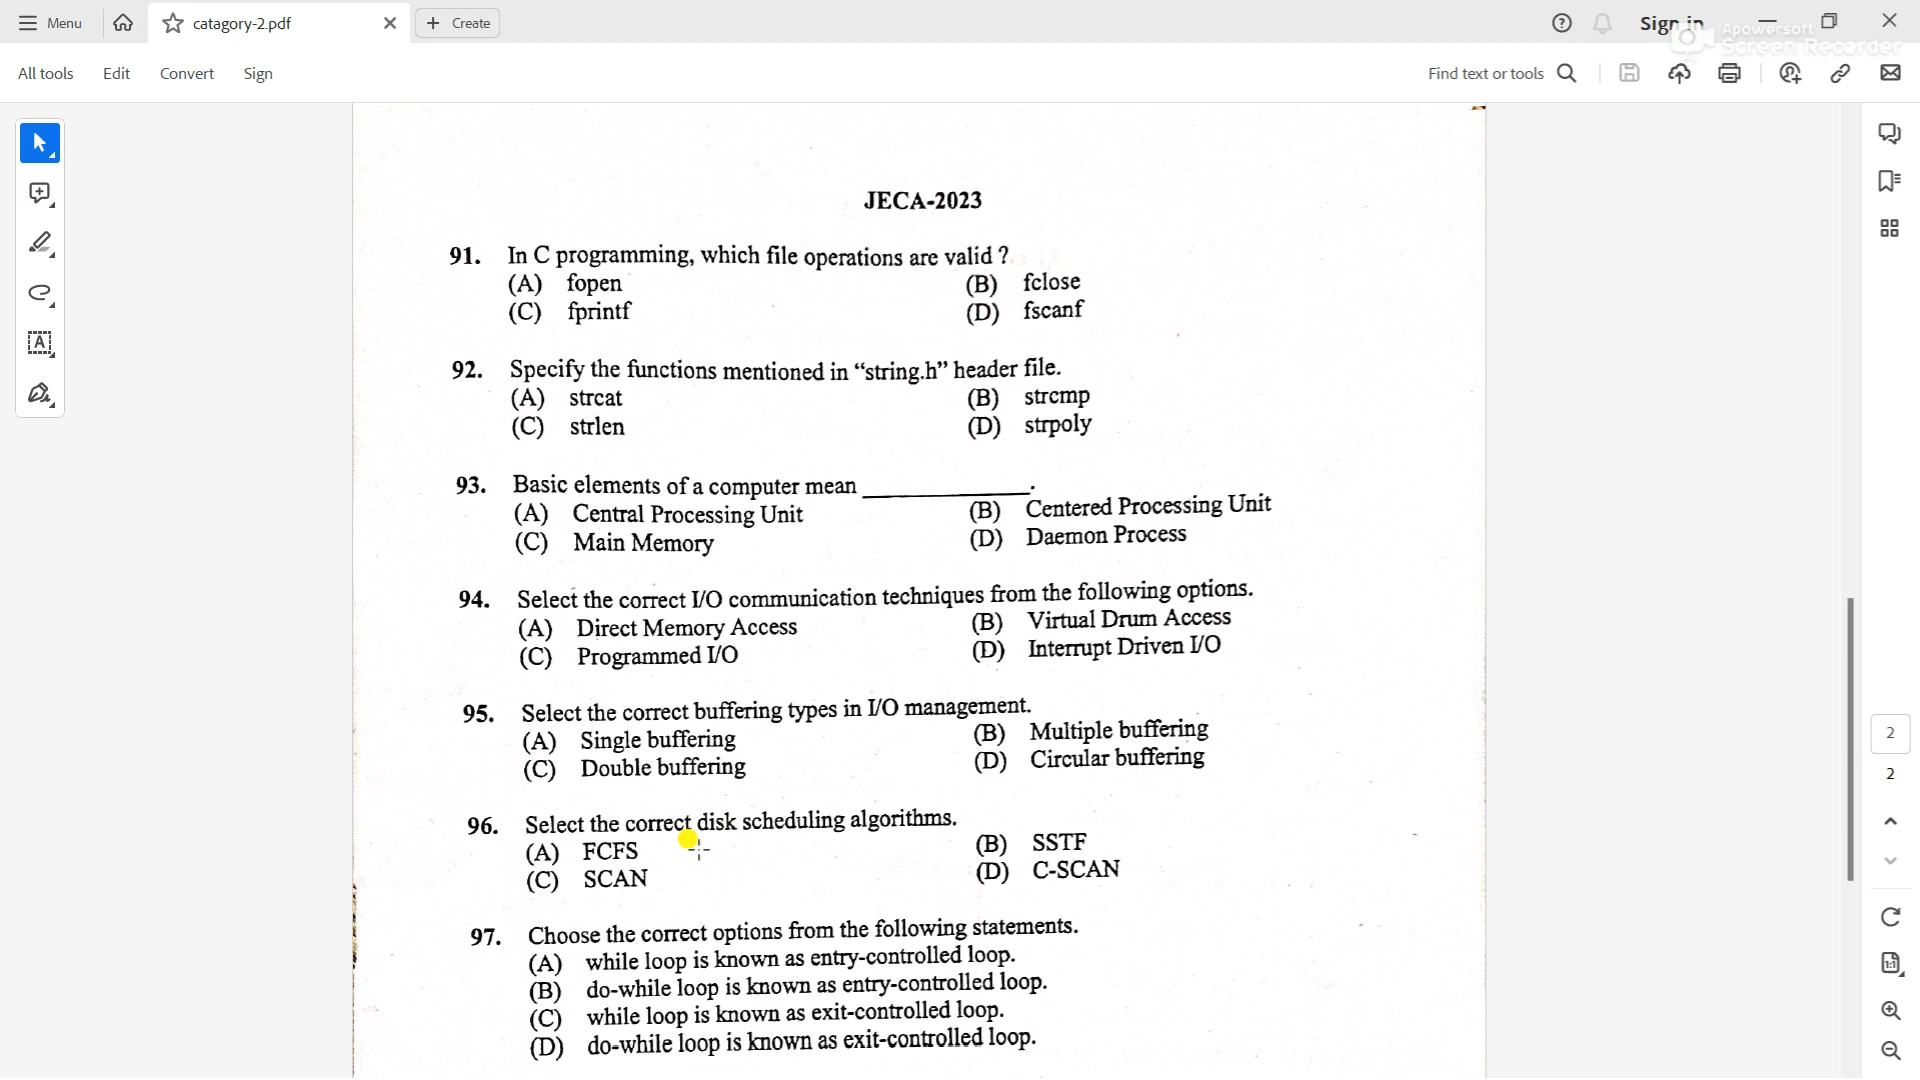 Menu
catagory-2.pdf
Create
Sign in
Apowersoft
Screen Recorder
All tools
Edit
Convert
Sign
Find text or tools
JECA-2023
91. In C programming, which file operations are valid ?
(A) fopen (B) fclose
(C) fprintf (D) fscanf
92. Specify the functions mentioned in “string.h” header file.
(A) strcat (B) strcmp
(C) strlen (D) strpoly
93. Basic elements of a computer mean ______________.
(A) Central Processing Unit (B) Centered Processing Unit
(C) Main Memory (D) Daemon Process
94. Select the correct I/O communication techniques from the following options.
(A) Direct Memory Access (B) Virtual Drum Access
(C) Programmed I/O (D) Interrupt Driven I/O
95. Select the correct buffering types in I/O management.
(A) Single buffering (B) Multiple buffering
(C) Double buffering (D) Circular buffering
96. Select the correct disk scheduling algorithms.
(A) FCFS (B) SSTF
(C) SCAN (D) C-SCAN
97. Choose the correct options from the following statements.
(A) while loop is known as entry-controlled loop.
(B) do-while loop is known as entry-controlled loop.
(C) while loop is known as exit-controlled loop.
(D) do-while loop is known as exit-controlled loop.
2
2